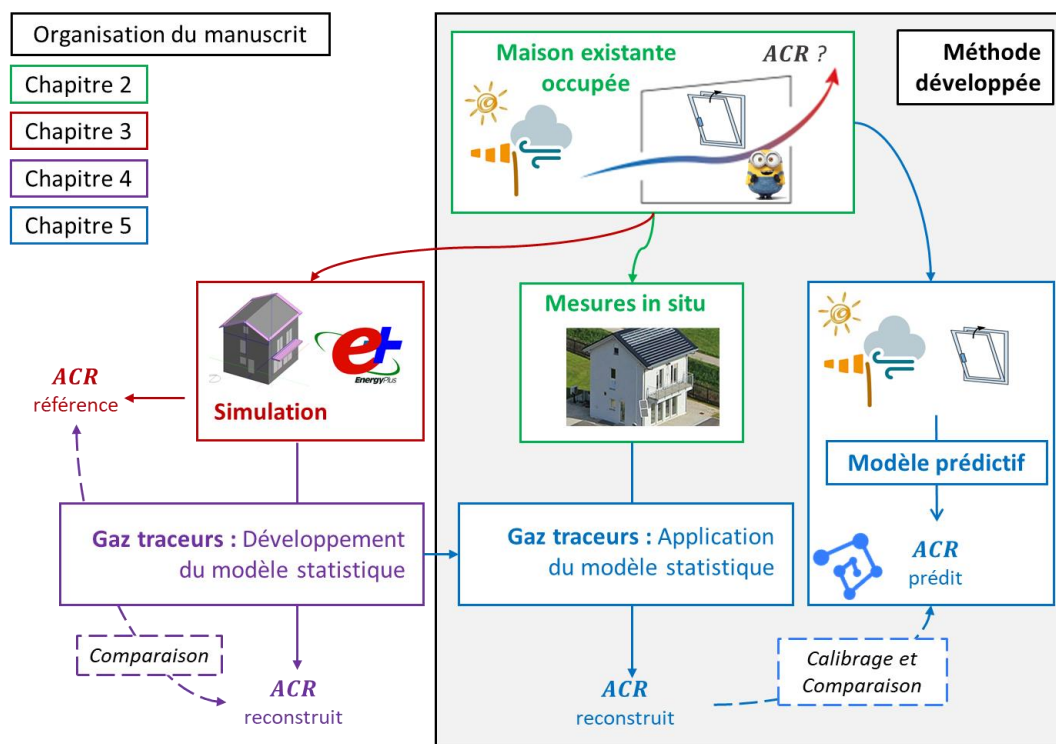 Organisation du manuscrit
Chapitre 2
Chapitre 3
Chapitre 4
Chapitre 5
Méthode
développée
Maison existante
occupée
ACR ?
Simulation
e+
EnergyPlus
ACR
référence
Mesures in situ
Modèle prédictif
ACR
prédit
Gaz traceurs : Développement
du modèle statistique
Gaz traceurs : Application
du modèle statistique
Comparaison
ACR
reconstruit
ACR
reconstruit
Calibrage et
Comparaison